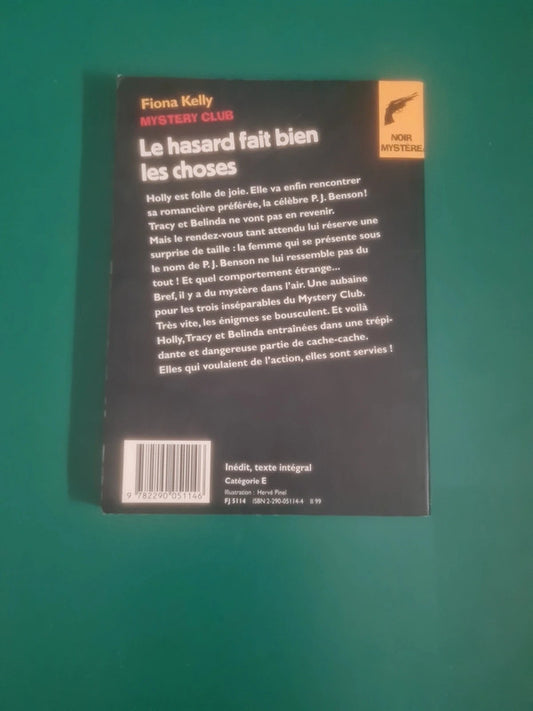 Fiona Kelly
MYSTERY CLUB
Le hasard fait bien
les choses
NOIR
MYSTÈRE
Holly est folle de joie. Elle va enfin rencontrer
sa romancière préférée, la célèbre P. J. Benson !
Tracy et Belinda ne vont pas en revenir.
Mais le rendez-vous tant attendu lui réserve une
surprise de taille : la femme qui se présente sous
le nom de P. J. Benson ne lui ressemble pas du
tout ! Et quel comportement étrange...
Bref, il y a du mystère dans l'air. Une aubaine
pour les trois inséparables du Mystery Club.
Très vite, les énigmes se bousculent. Et voilà
Holly, Tracy et Belinda entraînées dans une trépi-
dante et dangereuse partie de cache-cache.
Elles qui voulaient de l'action, elles sont servies !
9 782290 051146
Inédit, texte intégral
Catégorie E
Illustration : Hervé Pinel
FJ 5114 ISBN 2-290-05114-4 II 99